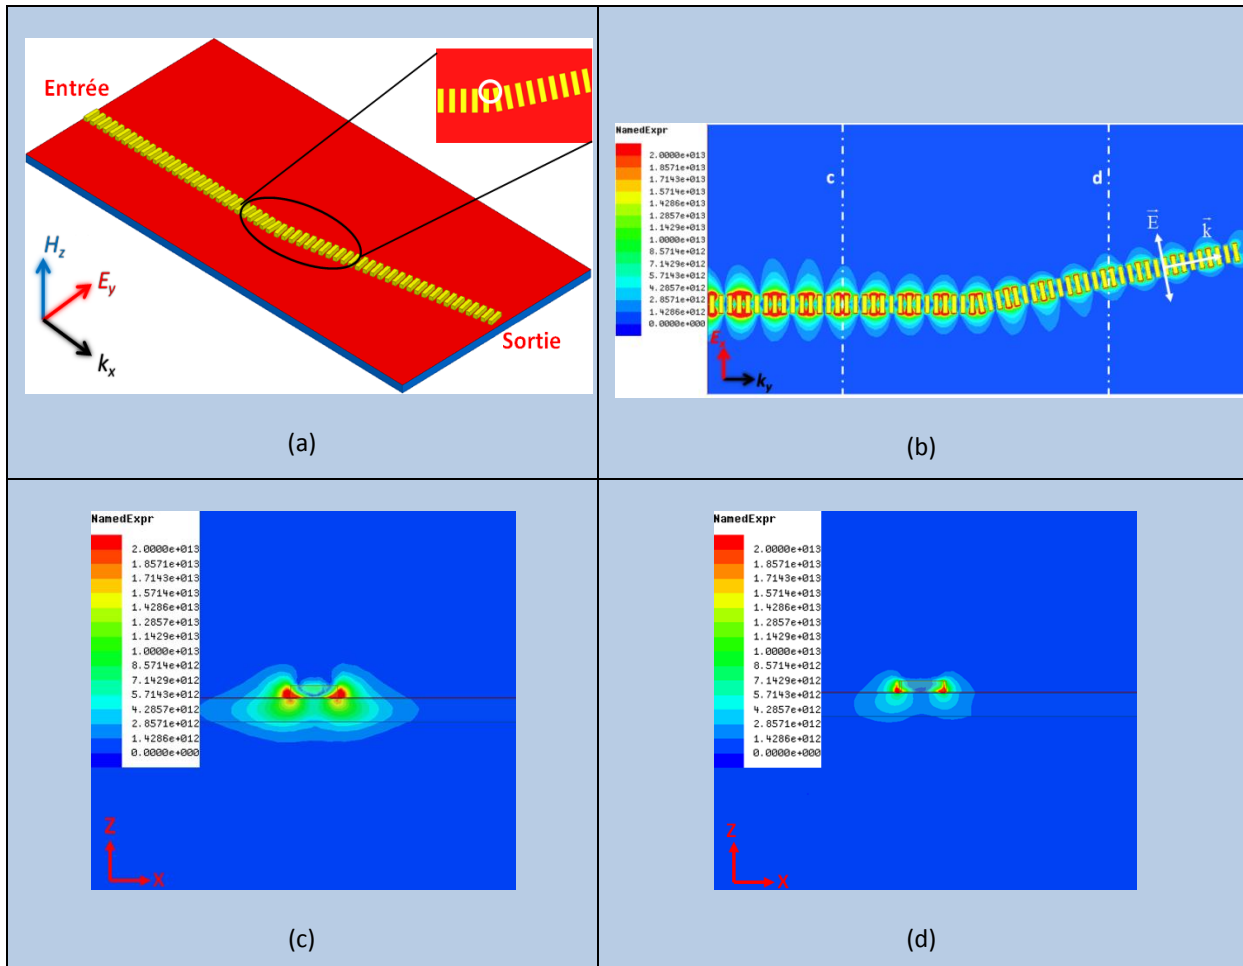 Entrée
Hz
Ey
kx
Sortie
(a)
NamedExpr
2.0000e+013
1.8571e+013
1.7143e+013
1.5714e+013
1.4286e+013
1.2857e+013
1.1429e+013
1.0000e+013
8.5714e+012
7.1429e+012
5.7143e+012
4.2857e+012
2.8571e+012
1.4286e+012
0.0000e+000
c
d
E
k
ky
(b)
NamedExpr
2.0000e+013
1.8571e+013
1.7143e+013
1.5714e+013
1.4286e+013
1.2857e+013
1.1429e+013
1.0000e+013
8.5714e+012
7.1429e+012
5.7143e+012
4.2857e+012
2.8571e+012
1.4286e+012
0.0000e+000
Z
X
(c)
NamedExpr
2.0000e+013
1.8571e+013
1.7143e+013
1.5714e+013
1.4286e+013
1.2857e+013
1.1429e+013
1.0000e+013
8.5714e+012
7.1429e+012
5.7143e+012
4.2857e+012
2.8571e+012
1.4286e+012
0.0000e+000
Z
X
(d)